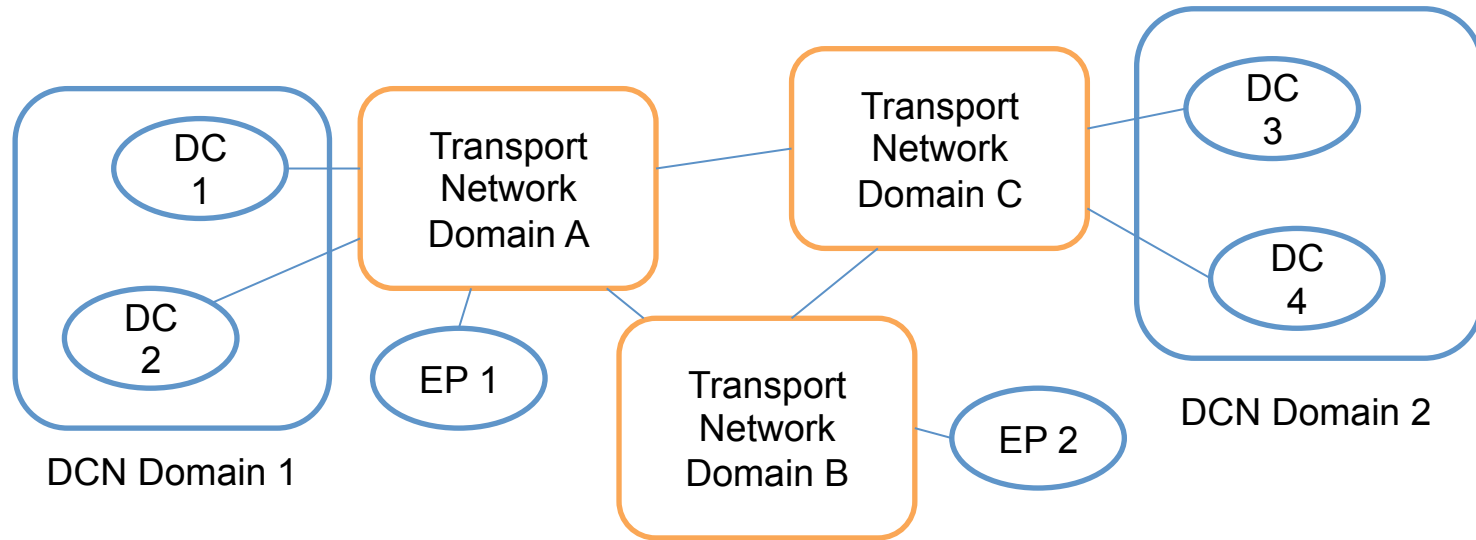 DC
1
DC
2
DCN Domain 1
Transport
Network
Domain A
EP 1
Transport
Network
Domain B
EP 2
Transport
Network
Domain C
DC
3
DC
4
DCN Domain 2